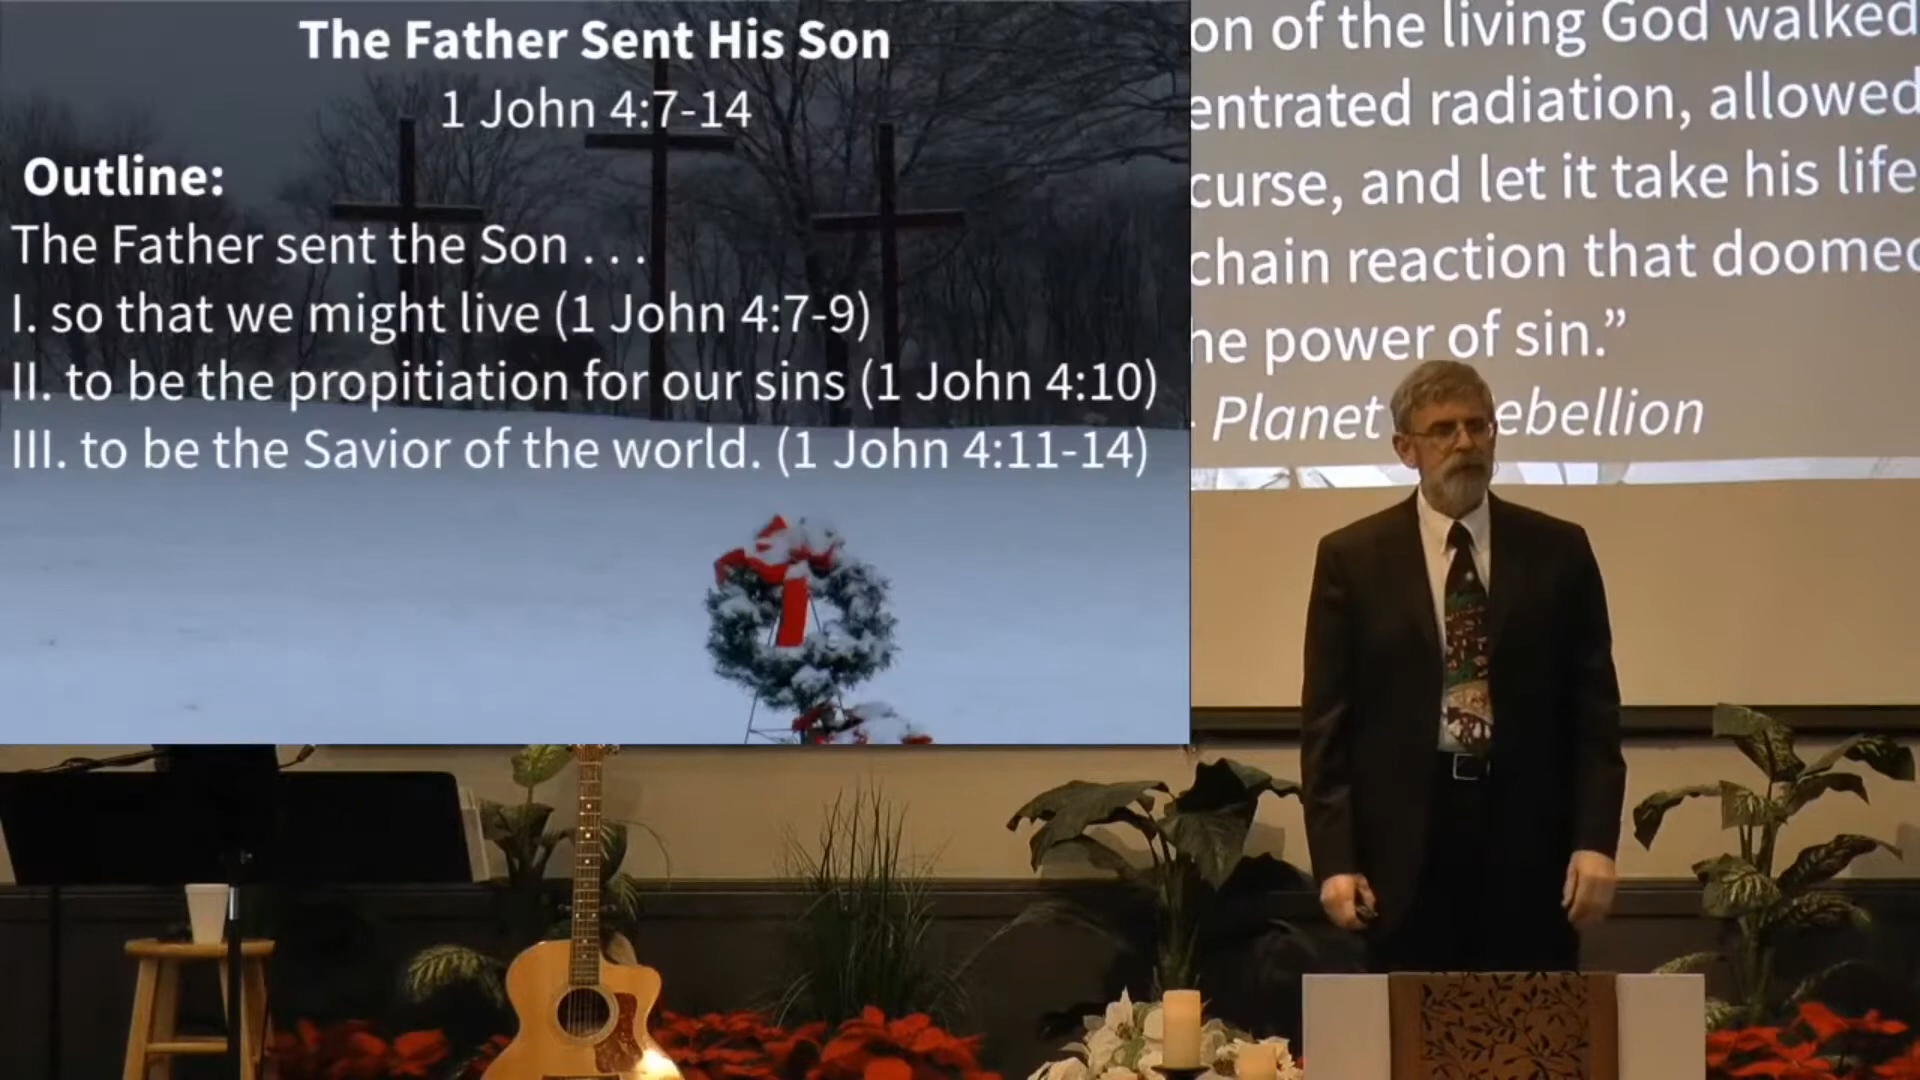 The Father Sent His Son
1 John 4:7-14
Outline:
The Father sent the Son . . .
I. so that we might live (1 John 4:7-9)
II. to be the propitiation for our sins (1 John 4:10)
III. to be the Savior of the world. (1 John 4:11-14)
on of the living God walked
entrated radiation, allowed
curse, and let it take his life
chain reaction that doomed
he power of sin.”
- Planet ebellion